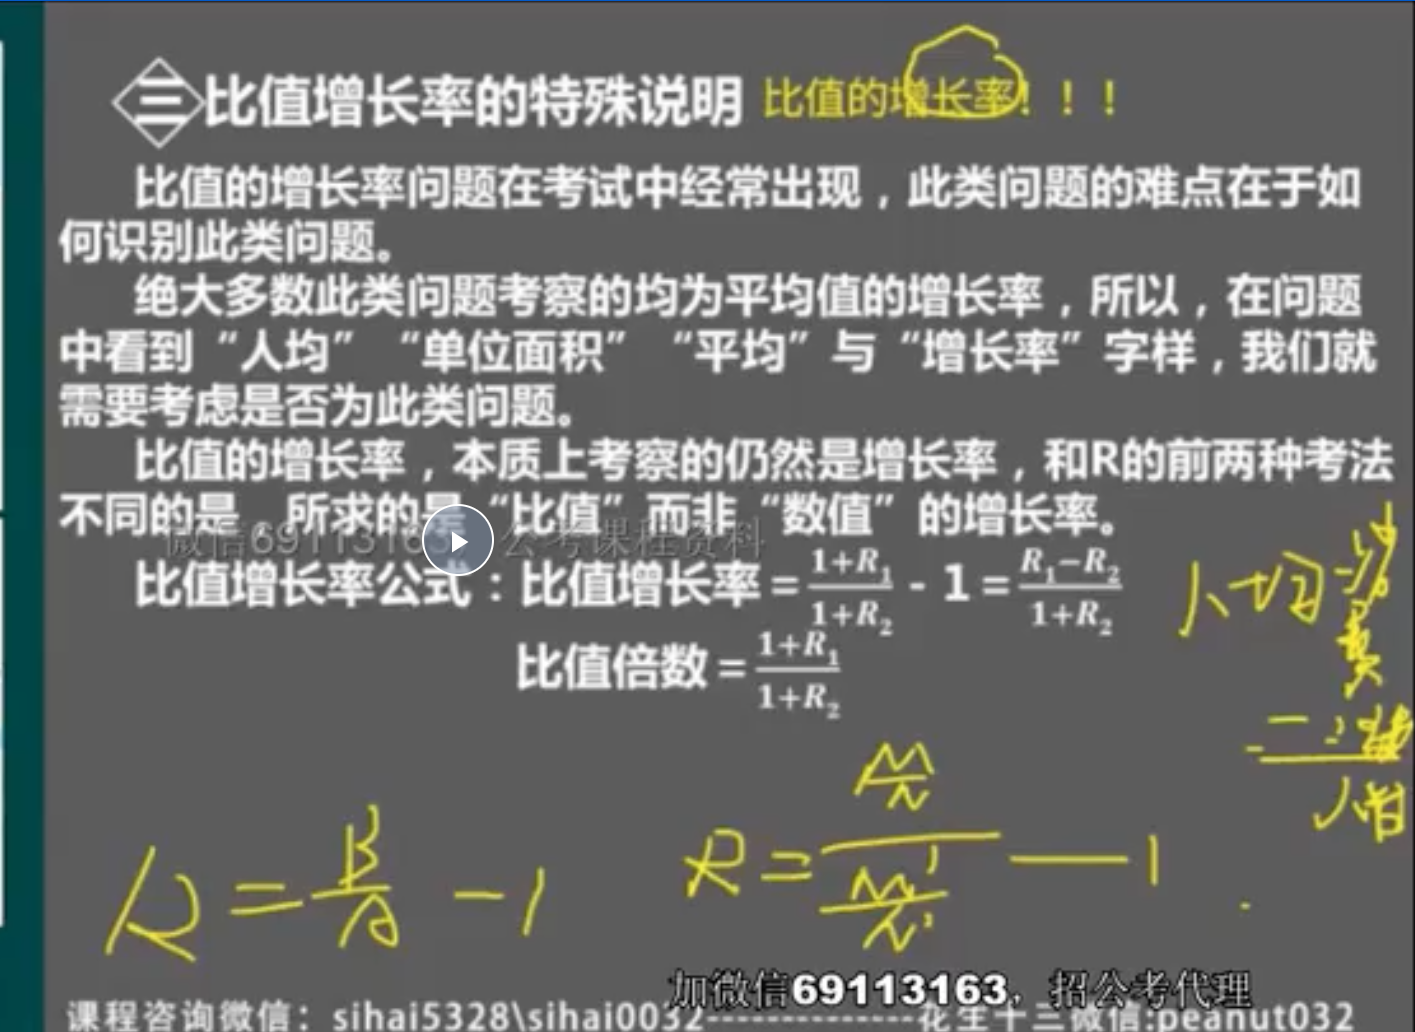 三 比值增长率的特殊说明 比值的增长率！！！
比值的增长率问题在考试中经常出现，此类问题的难点在于如
何识别此类问题。
绝大多数此类问题考察的均为平均值的增长率，所以，在问题
中看到“人均”“单位面积”“平均”与“增长率”字样，我们就
需要考虑是否为此类问题。
比值的增长率，本质上考察的仍然是增长率，和R的前两种考法
不同的是，所求的是“比值”而非“数值”的增长率。
微信69113163 公考课程资料
比值增长率公式：比值增长率=\frac{1+R₁}{1+R₂} - 1=\frac{R₁-R₂}{1+R₂}
人均
比值倍数=\frac{1+R₁}{1+R₂}
R=\frac{B}{A}-1
R=\frac{\frac{M}{N}}{\frac{M'}{N'}}-1
加微信69113163，招公考代理
课程咨询微信：sihai5328\sihai0032--------------花生十三微信:peanut032